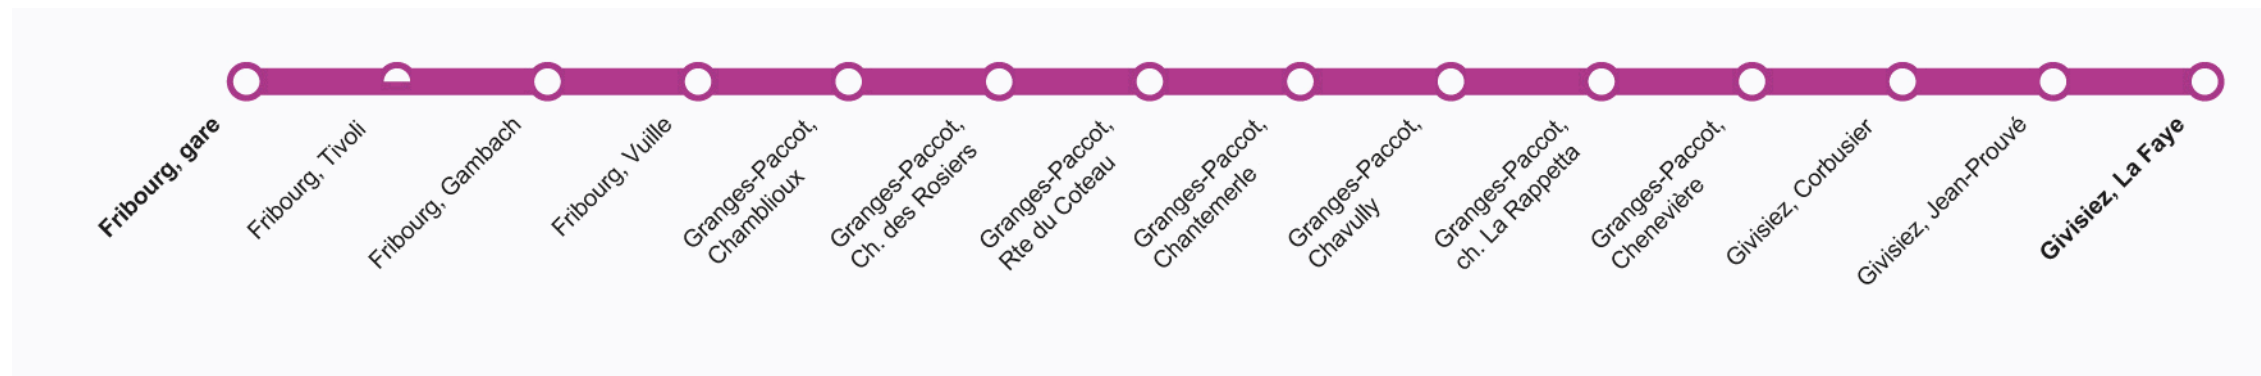 Fribourg, gare
Fribourg, Tivoli
Fribourg, Gambach
Fribourg, Vuille
Granges-Paccot,
Chamblioux
Granges-Paccot,
Ch. des Rosiers
Granges-Paccot,
Rte du Coteau
Granges-Paccot,
Chantemerle
Granges-Paccot,
Chavully
Granges-Paccot,
ch. La Rappetta
Granges-Paccot,
Chenevière
Givisiez, Corbusier
Givisiez, Jean-Prouvé
Givisiez, La Faye